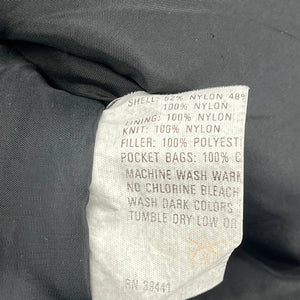 SHELL: 52% NYLON 48%
100% NYLON
LINING: 100% NYLON
KNIT: 100% NYLON
FILLER: 100% POLYEST
POCKET BAGS: 100% C
MACHINE WASH WARM
NO CHLORINE BLEACH
WASH DARK COLORS
TUMBLE DRY LOW OR
RN 38441